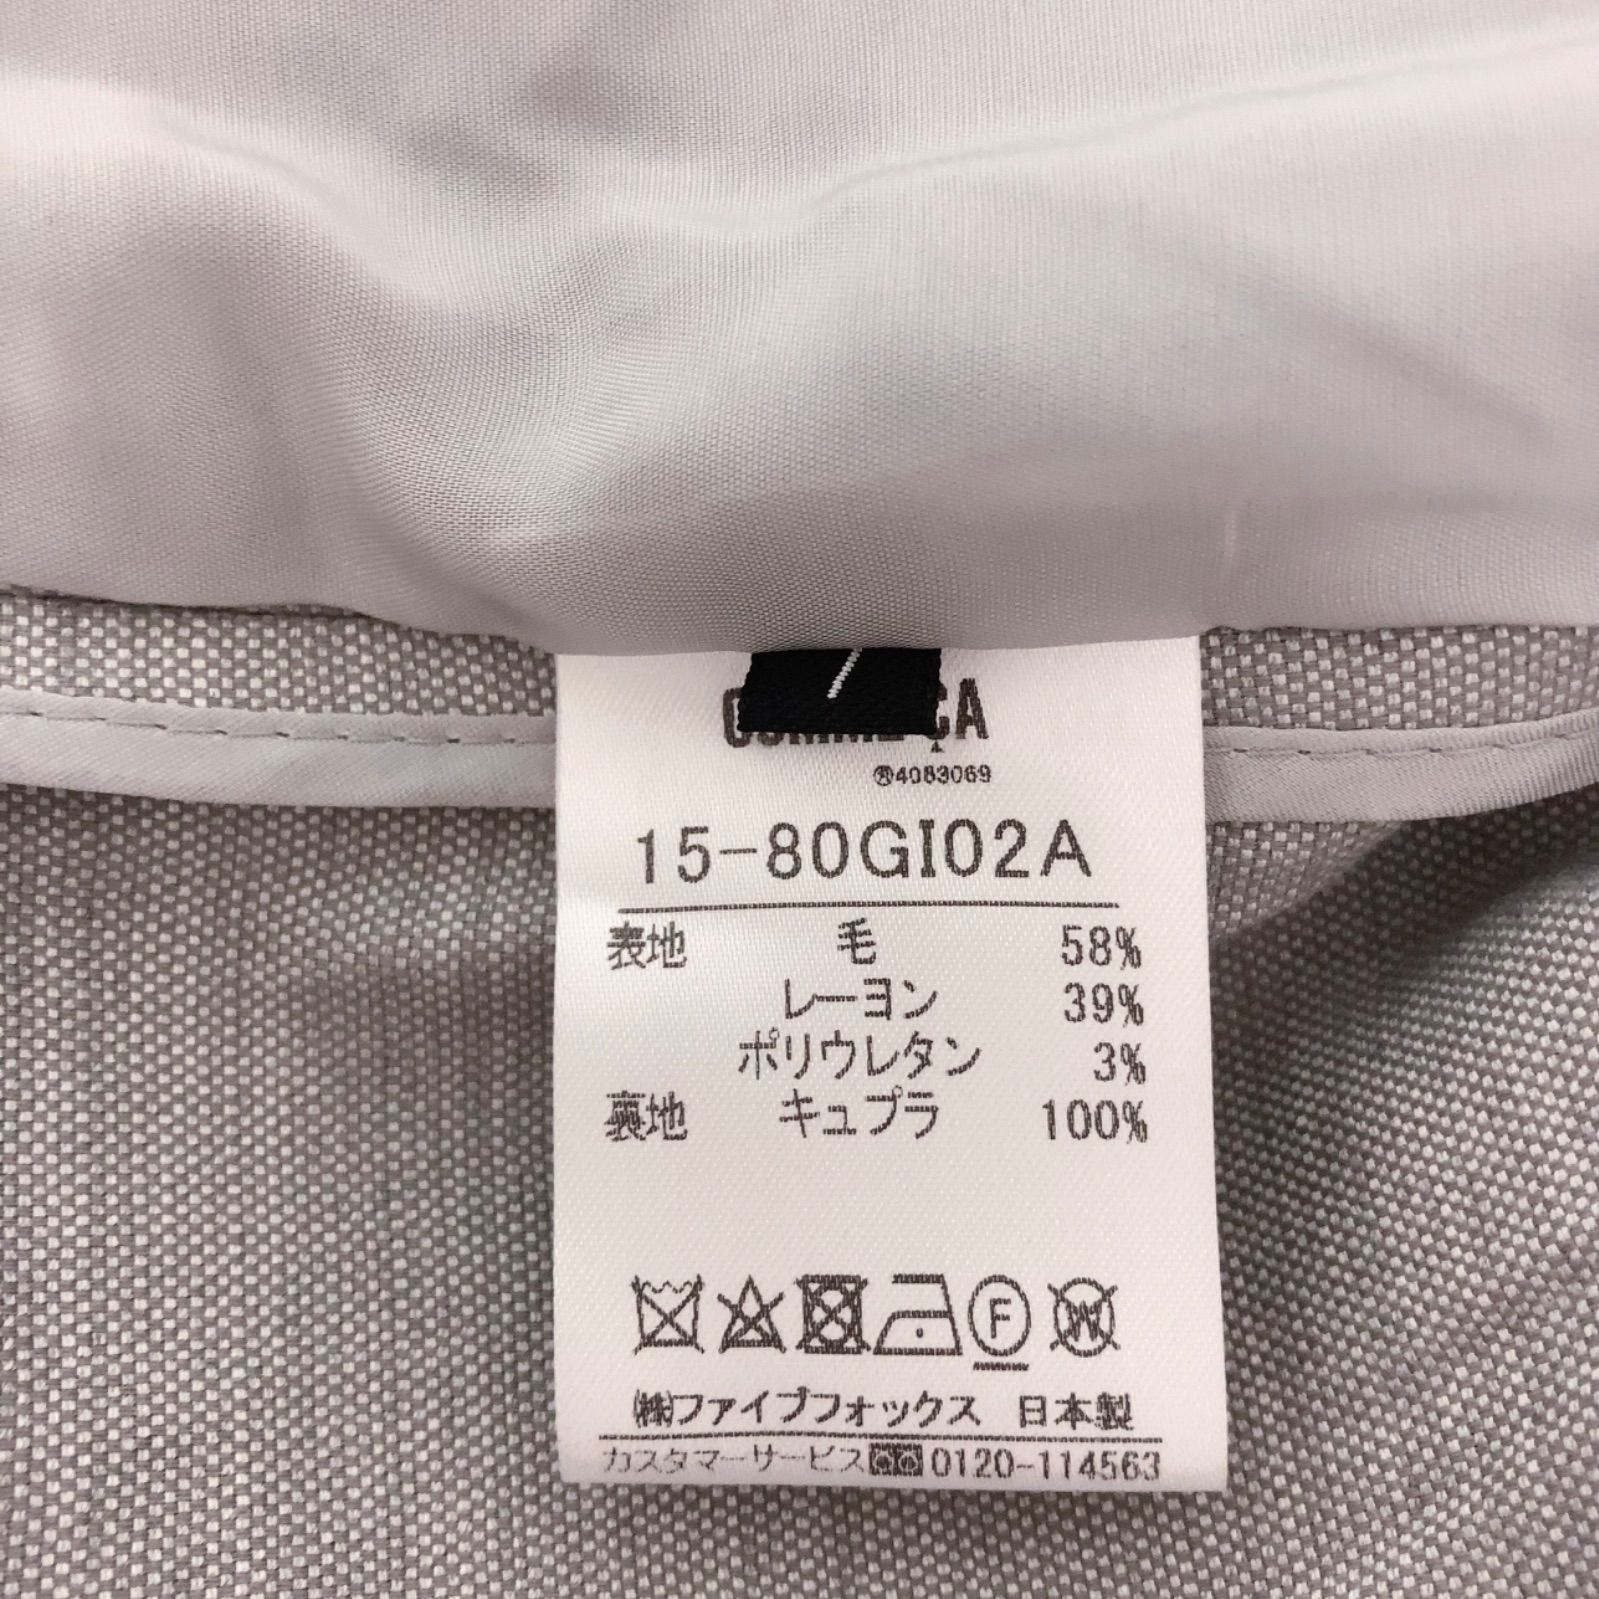 ÇA
Ⓡ4083069
15-80GI02A
表地 毛 58%
レーヨン 39%
ポリウレタン 3%
裏地 キュプラ 100%
F W
㈱ファイブフォックス 日本製
カスタマーサービス 0120-114563